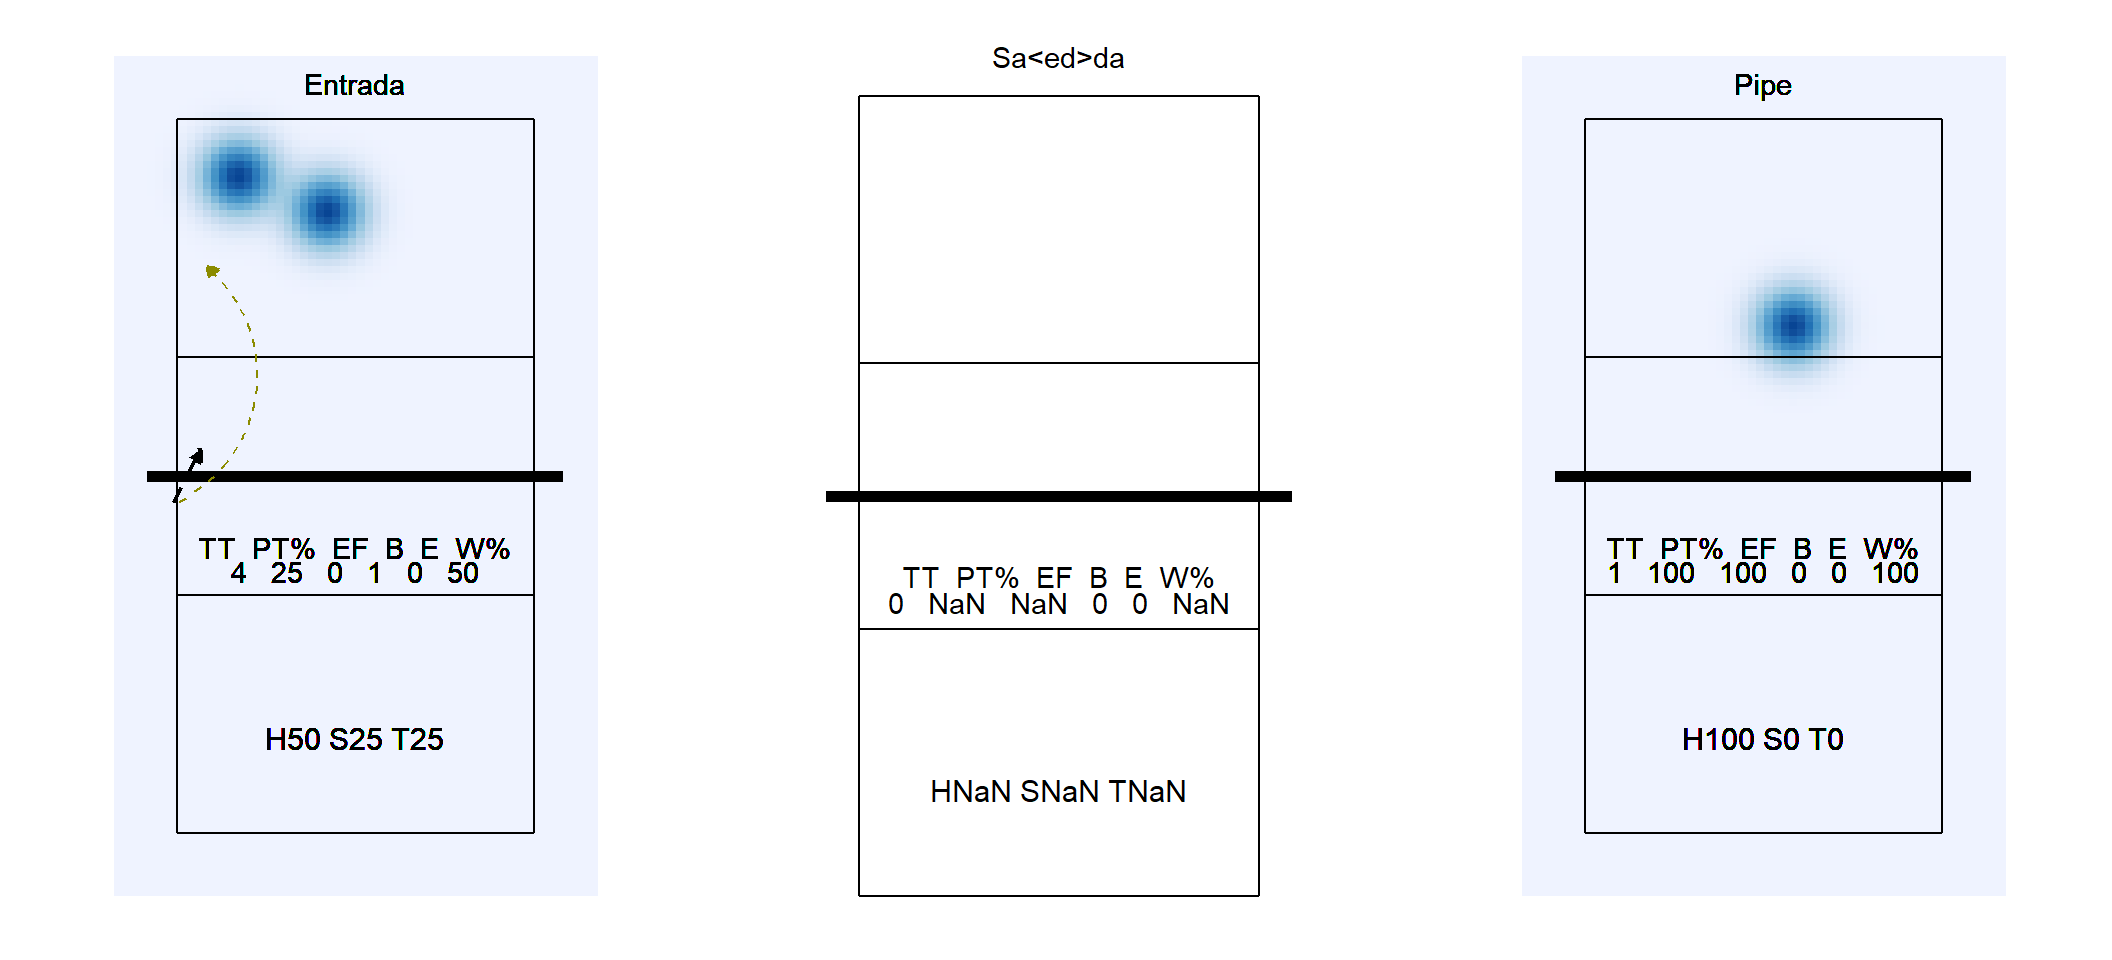 Entrada
TT PT% EF B E W%
4 25 0 1 0 50
H50 S25 T25
Sa<ed>da
TT PT% EF B E W%
0 NaN NaN 0 0 NaN
HNaN SNaN TNaN
Pipe
TT PT% EF B E W%
1 100 100 0 0 100
H100 S0 T0